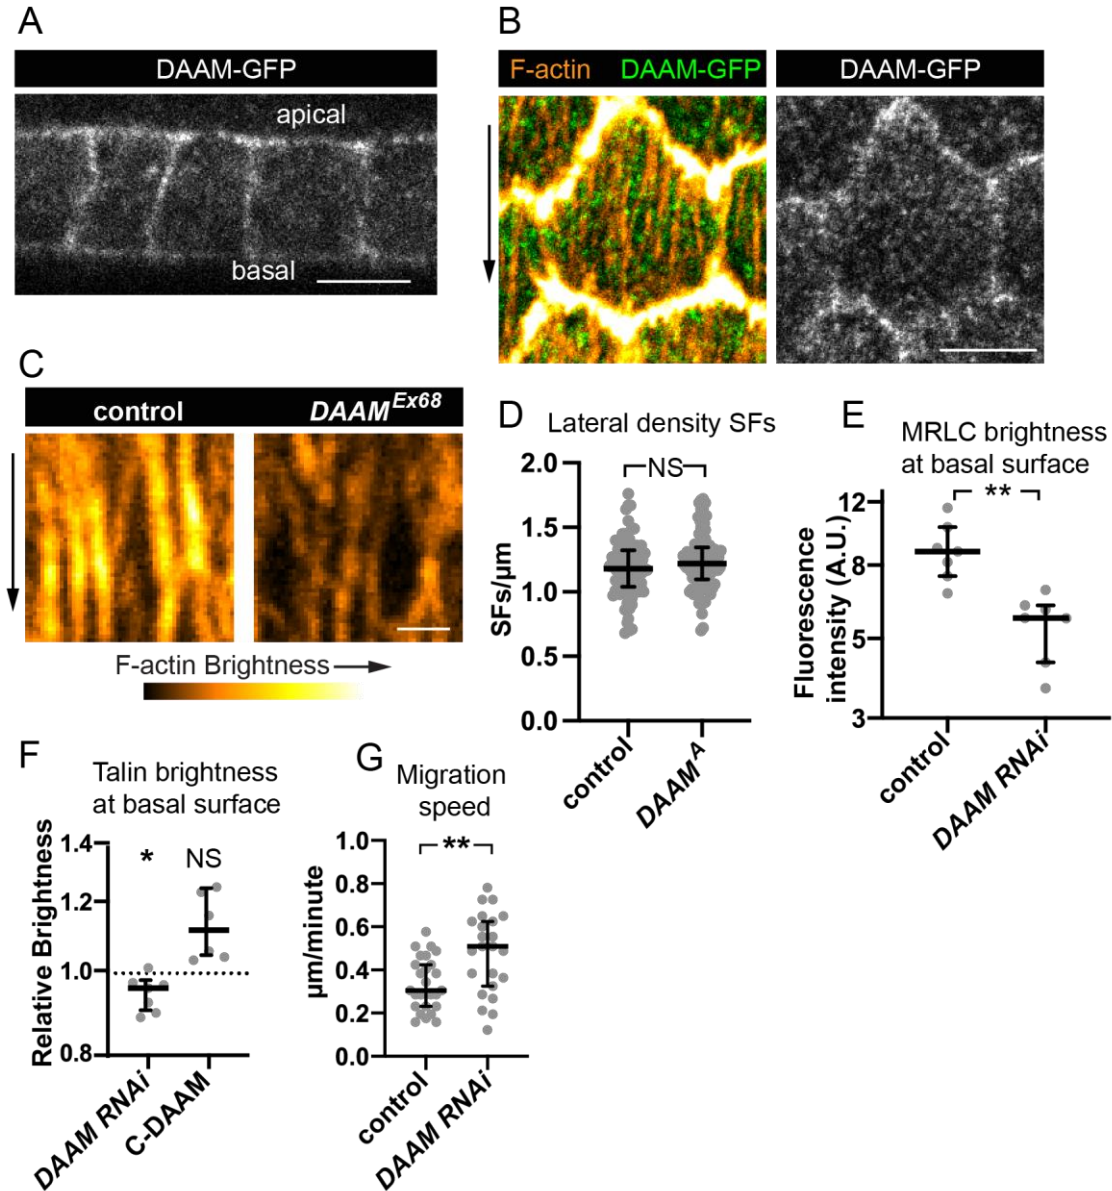 A
DAAM-GFP
apical
basal
B
F-actin DAAM-GFP
DAAM-GFP
C
control
DAAM^Ex68
F-actin Brightness
D
Lateral density SFs
NS
SFs/μm
2.0
1.5
1.0
0.5
0.0
control
DAAM^A
E
MRLC brightness
at basal surface
**
Fluorescence
intensity (A.U.)
12
8
5
3
control
DAAM RNAi
F
Talin brightness
at basal surface
* NS
Relative Brightness
1.4
1.2
1.0
0.8
DAAM RNAi
C-DAAM
G
Migration
speed
**
μm/minute
1.0
0.8
0.6
0.4
0.2
0.0
control
DAAM RNAi